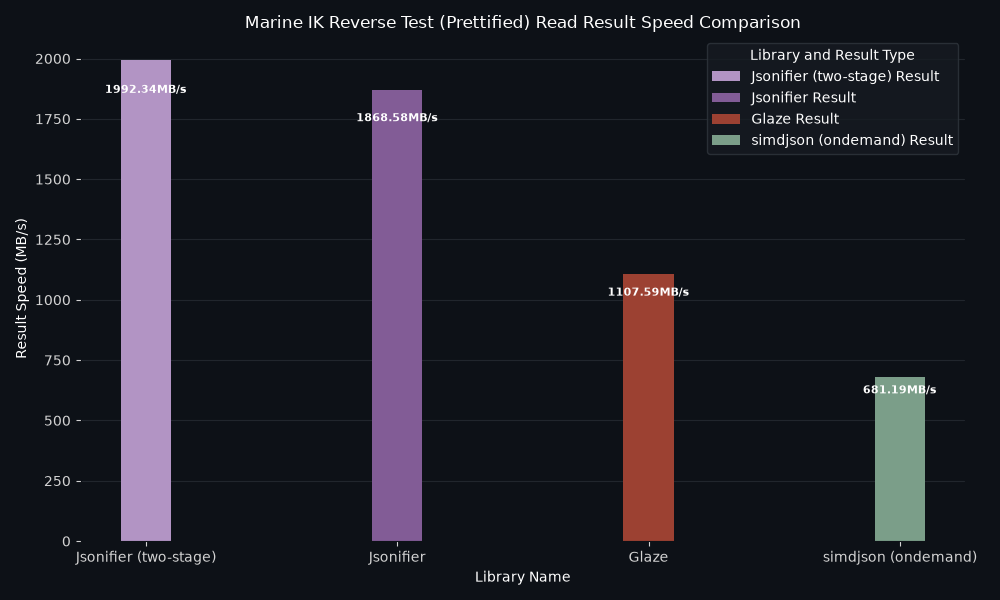 Marine IK Reverse Test (Prettified) Read Result Speed Comparison
Library and Result Type
Jsonifier (two-stage) Result
Jsonifier Result
Glaze Result
simdjson (ondemand) Result
Result Speed (MB/s)
2000
1750
1500
1250
1000
750
500
250
0
1992.34MB/s
1868.58MB/s
1107.59MB/s
681.19MB/s
Jsonifier (two-stage)
Jsonifier
Glaze
simdjson (ondemand)
Library Name